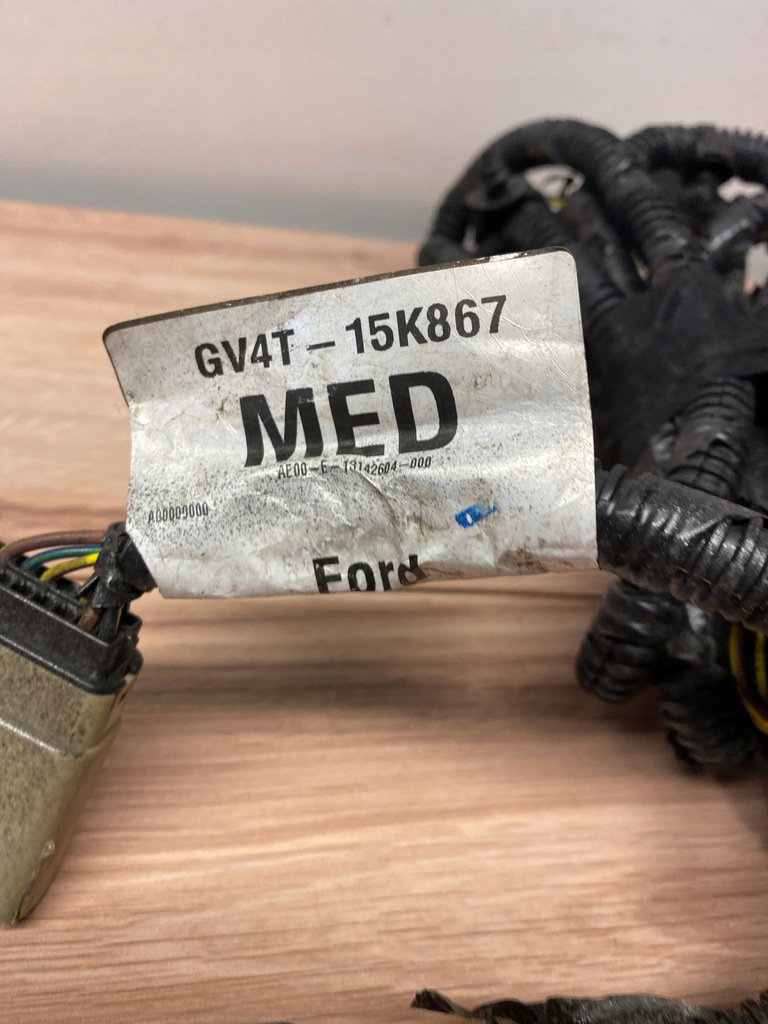 GV4T - 15K867
MED
AE00-E-13142604-000
A00009000
Ford